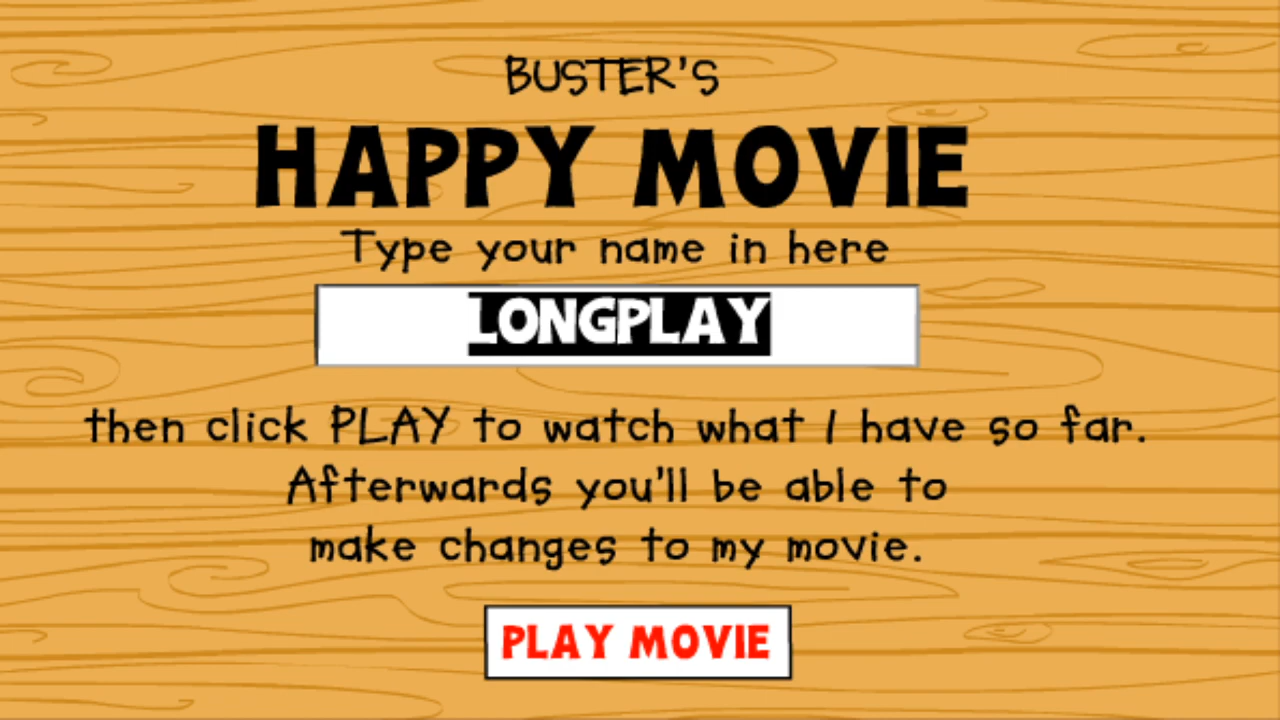 BUSTER'S
HAPPY MOVIE
Type your name in here
LONGPLAY
then click PLAY to watch what I have so far.
Afterwards you'll be able to
make changes to my movie.
PLAY MOVIE